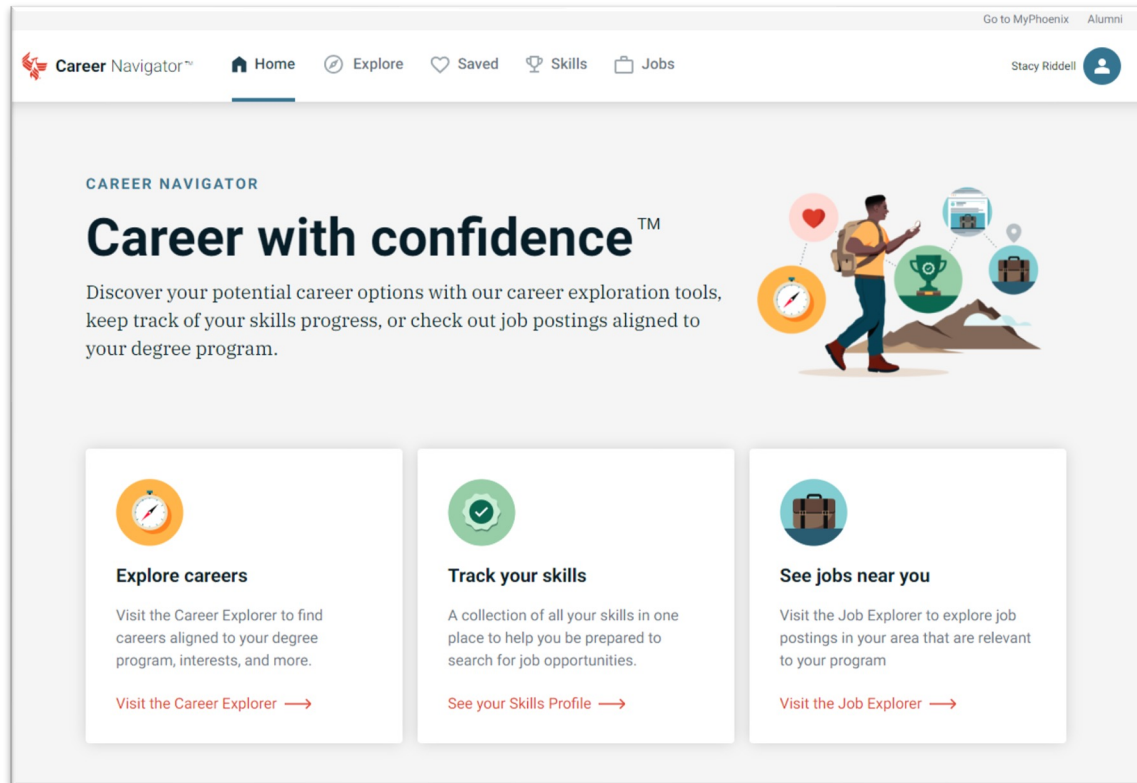 Go to MyPhoenix Alumni
Career Navigator™ Home Explore Saved Skills Jobs Stacy Riddell
CAREER NAVIGATOR
Career with confidence™
Discover your potential career options with our career exploration tools,
keep track of your skills progress, or check out job postings aligned to
your degree program.
Explore careers
Visit the Career Explorer to find
careers aligned to your degree
program, interests, and more.
Visit the Career Explorer
Track your skills
A collection of all your skills in one
place to help you be prepared to
search for job opportunities.
See your Skills Profile
See jobs near you
Visit the Job Explorer to explore job
postings in your area that are relevant
to your program
Visit the Job Explorer